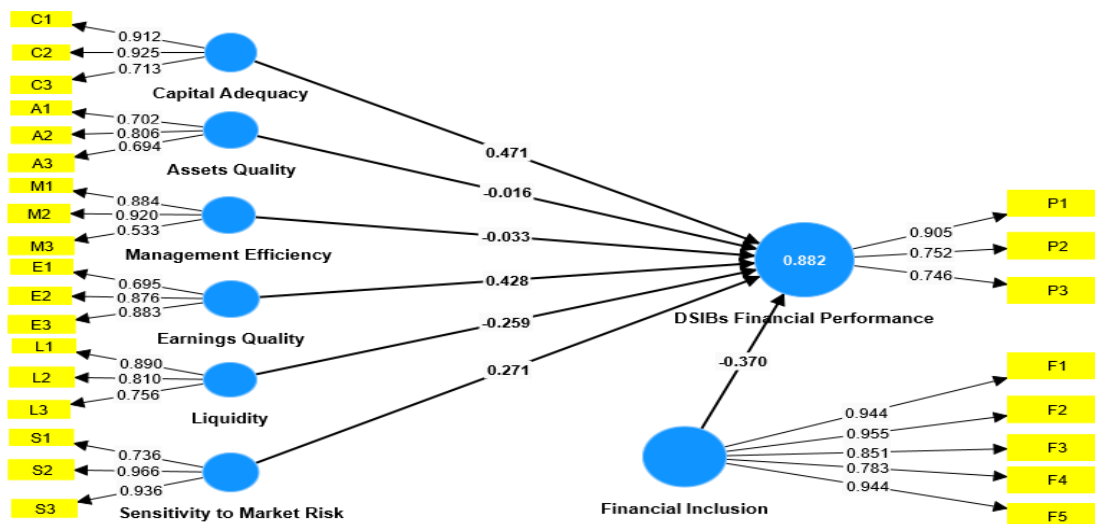 C1
C2
C3
0.912
0.925
0.713
Capital Adequacy
A1
A2
A3
0.702
0.806
0.694
Assets Quality
M1
M2
M3
0.884
0.920
0.533
Management Efficiency
E1
E2
E3
0.695
0.876
0.883
Earnings Quality
L1
L2
L3
0.890
0.810
0.756
Liquidity
S1
S2
S3
0.736
0.966
0.936
Sensitivity to Market Risk
0.471
-0.016
-0.033
0.428
-0.259
0.271
-0.370
0.882
DSIBs Financial Performance
0.905
0.752
0.746
P1
P2
P3
Financial Inclusion
0.944
0.955
0.851
0.783
0.944
F1
F2
F3
F4
F5